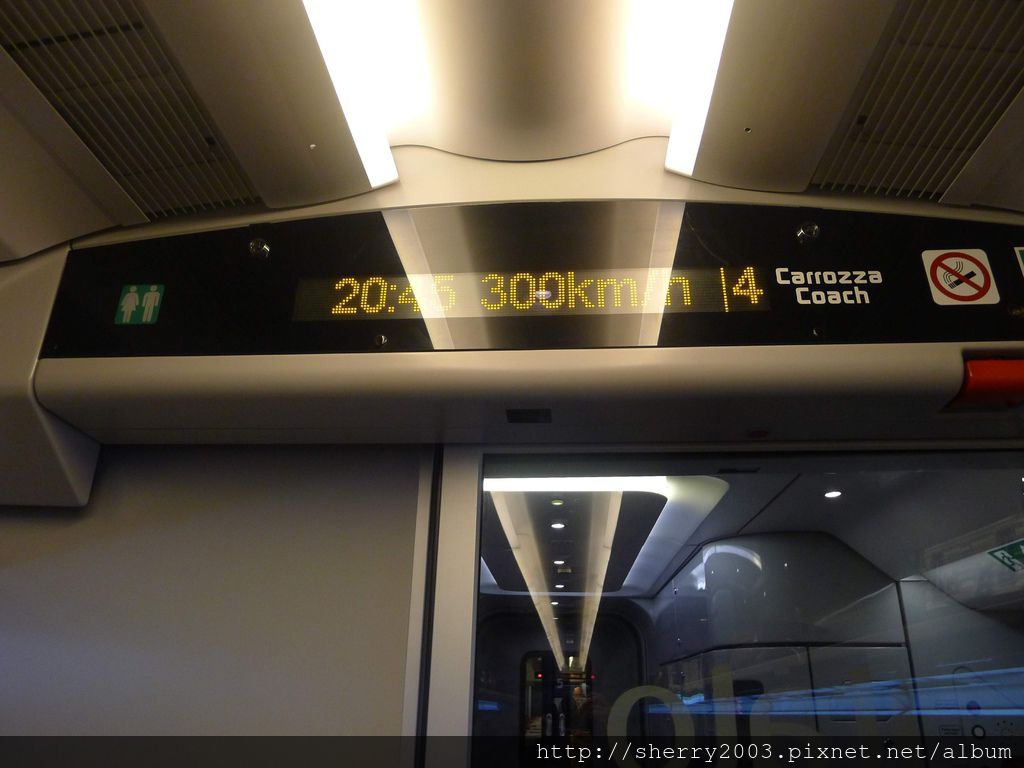 20:45 300km/h |4
Carrozza
Coach
http://sherry2003.pixnet.net/album